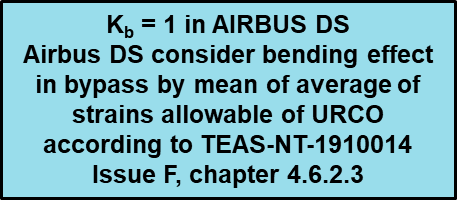 K_b = 1 in AIRBUS DS
Airbus DS consider bending effect
in bypass by mean of average of
strains allowable of URCO
according to TEAS-NT-1910014
Issue F, chapter 4.6.2.3